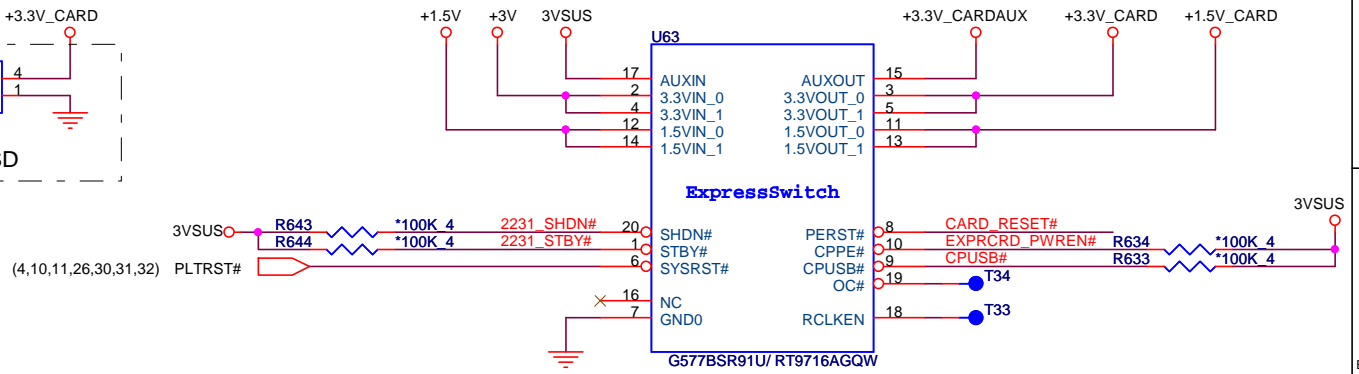 +3.3V_CARD
+1.5V
+3V
3VSUS
+3.3V_CARDAUX
+3.3V_CARD
+1.5V_CARD
U63
4
1
17 AUXIN AUXOUT 15
2 3.3VIN_0 3.3VOUT_0 3
4 3.3VIN_1 3.3VOUT_1 5
12 1.5VIN_0 1.5VOUT_0 11
14 1.5VIN_1 1.5VOUT_1 13
ExpressSwitch
3VSUS
3VSUS R643 *100K_4 2231_SHDN# 20 SHDN# PERST# 8 CARD_RESET#
R644 *100K_4 2231_STBY# 1 STBY# CPPE# 10 EXPRCRD_PWREN# R634 *100K_4
(4,10,11,26,30,31,32) PLTRST# 6 SYSRST# CPUSB# 9 CPUSB# R633 *100K_4
OC# 19 T34
16 NC
7 GND0 RCLKEN 18 T33
G577BSR91U/ RT9716AGQW